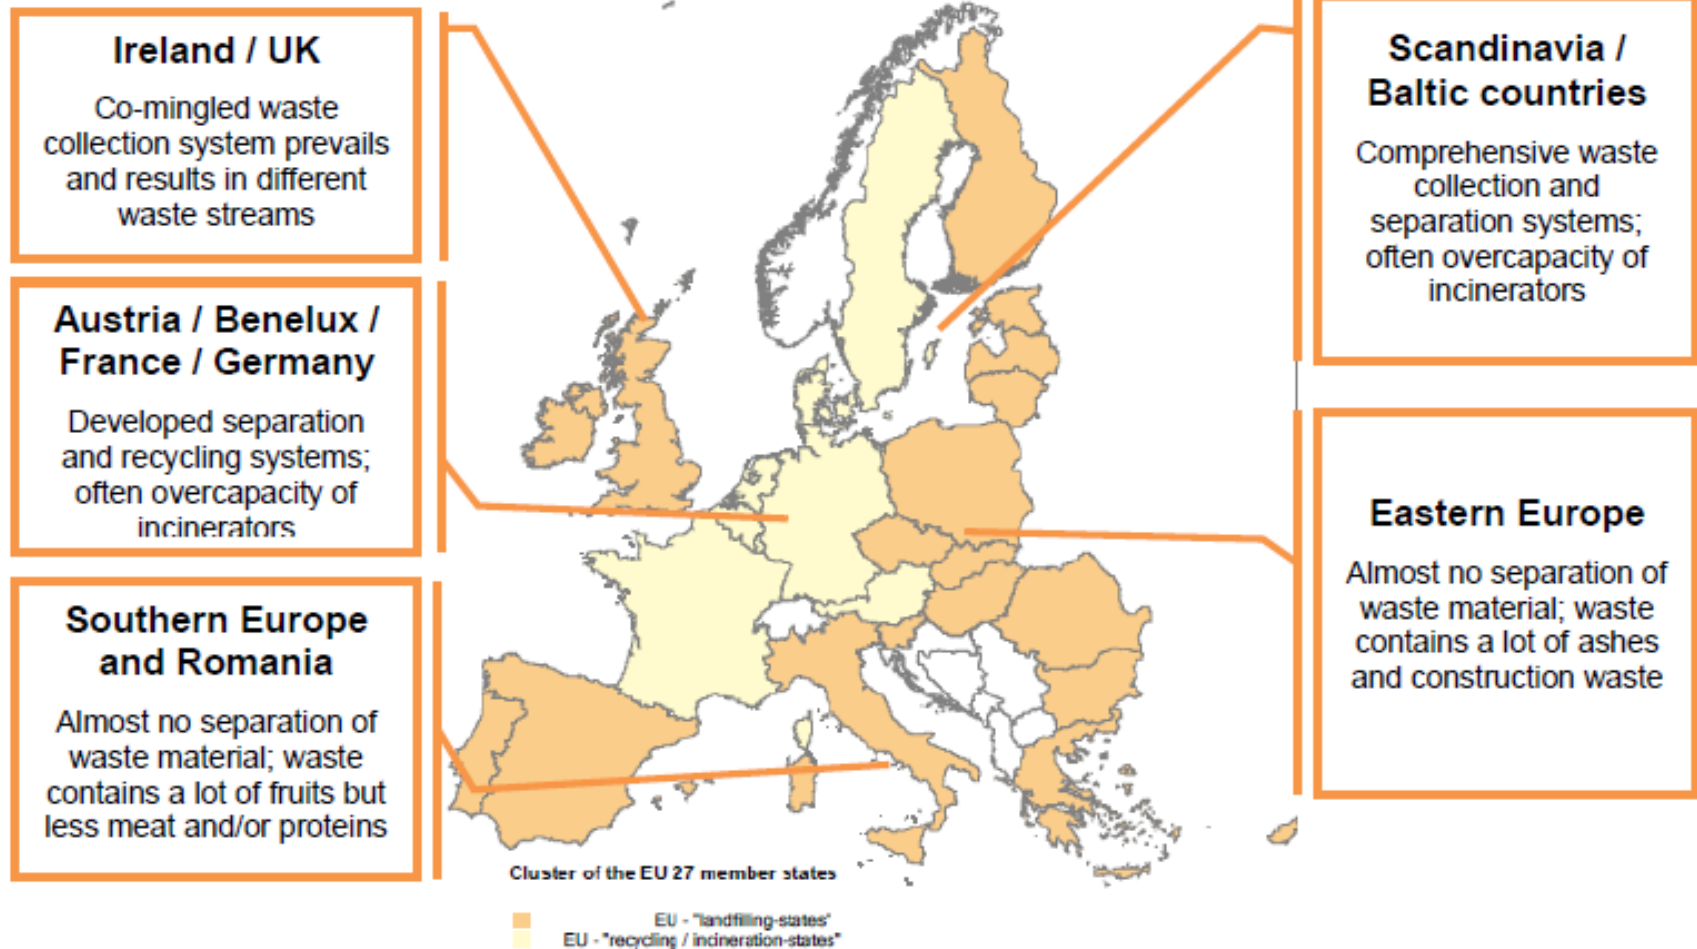 Ireland / UK
Co-mingled waste
collection system prevails
and results in different
waste streams
Austria / Benelux /
France / Germany
Developed separation
and recycling systems;
often overcapacity of
incinerators
Southern Europe
and Romania
Almost no separation of
waste material; waste
contains a lot of fruits but
less meat and/or proteins
Scandinavia /
Baltic countries
Comprehensive waste
collection and
separation systems;
often overcapacity of
incinerators
Eastern Europe
Almost no separation of
waste material; waste
contains a lot of ashes
and construction waste
Cluster of the EU 27 member states
EU - "landfilling-states"
EU - "recycling / incineration-states"